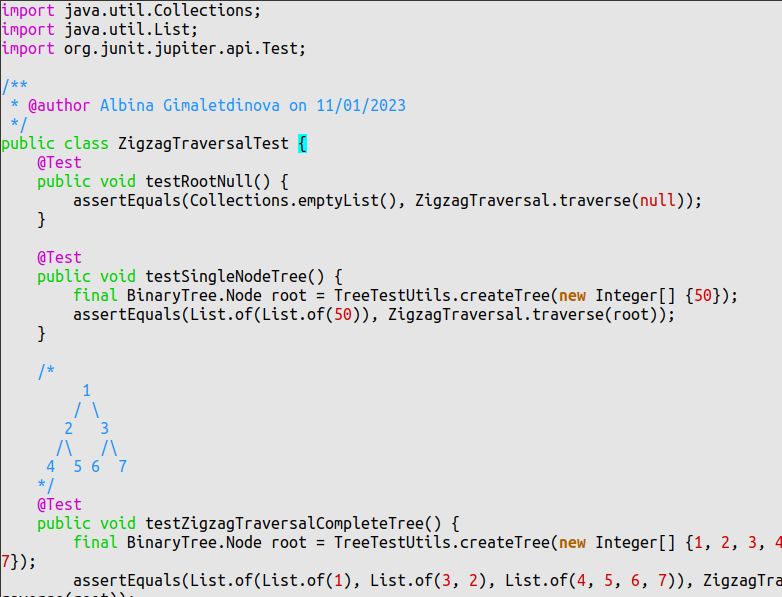 import java.util.Collections;
import java.util.List;
import org.junit.jupiter.api.Test;

/**
 * @author Albina Gimaletdinova on 11/01/2023
 */
public class ZigzagTraversalTest {
    @Test
    public void testRootNull() {
        assertEquals(Collections.emptyList(), ZigzagTraversal.traverse(null));
    }

    @Test
    public void testSingleNodeTree() {
        final BinaryTree.Node root = TreeTestUtils.createTree(new Integer[] {50});
        assertEquals(List.of(List.of(50)), ZigzagTraversal.traverse(root));
    }

    /*
         1
        / \
       2   3
      /\   /\
     4  5 6  7
    */
    @Test
    public void testZigzagTraversalCompleteTree() {
        final BinaryTree.Node root = TreeTestUtils.createTree(new Integer[] {1, 2, 3, 4
7});
        assertEquals(List.of(List.of(1), List.of(3, 2), List.of(4, 5, 6, 7)), ZigzagTra